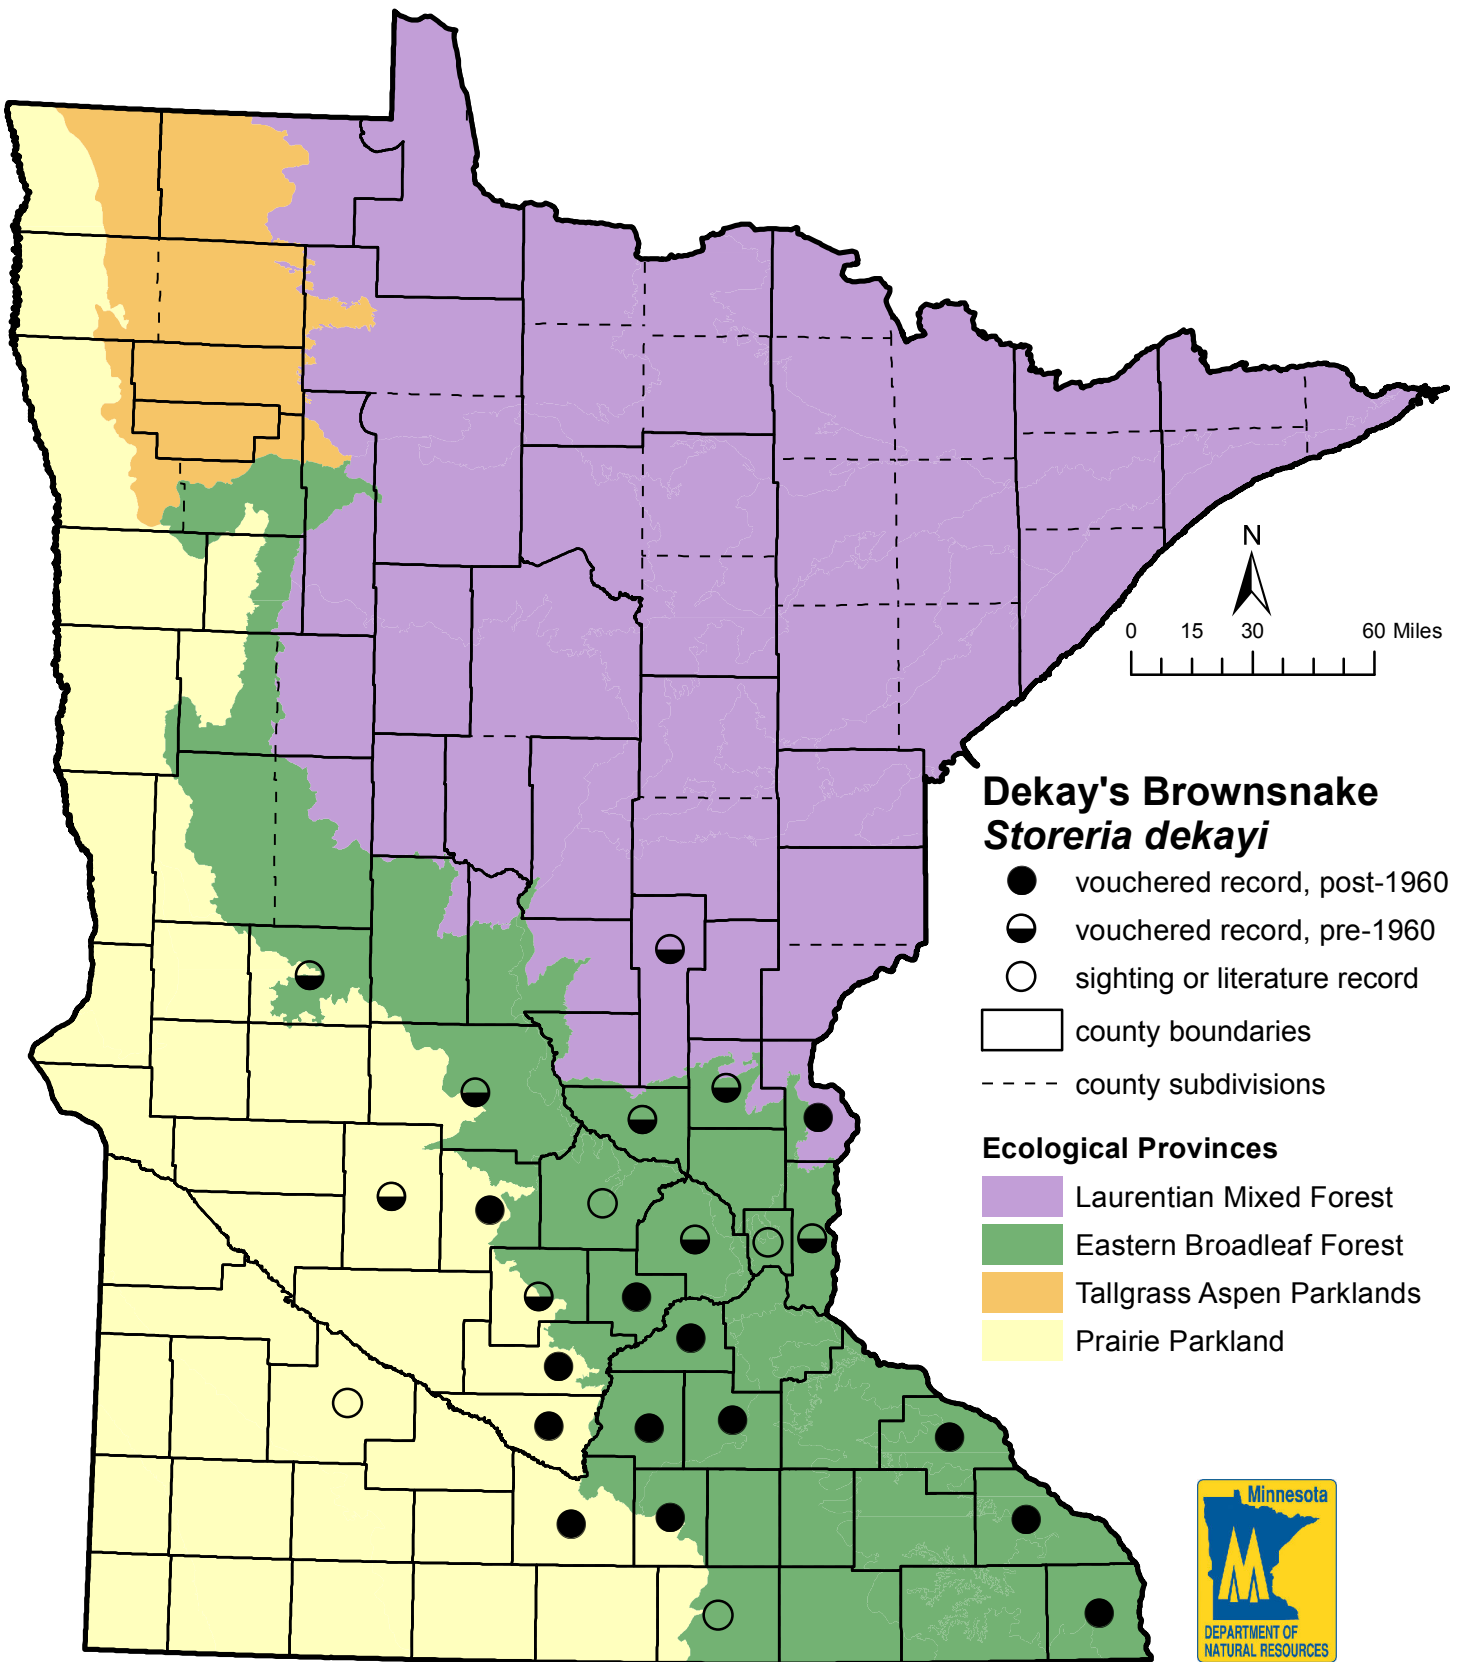 N
0 15 30 60 Miles
Dekay's Brownsnake
Storeria dekayi
vouchered record, post-1960
vouchered record, pre-1960
sighting or literature record
county boundaries
county subdivisions
Ecological Provinces
Laurentian Mixed Forest
Eastern Broadleaf Forest
Tallgrass Aspen Parklands
Prairie Parkland
Minnesota
DEPARTMENT OF
NATURAL RESOURCES